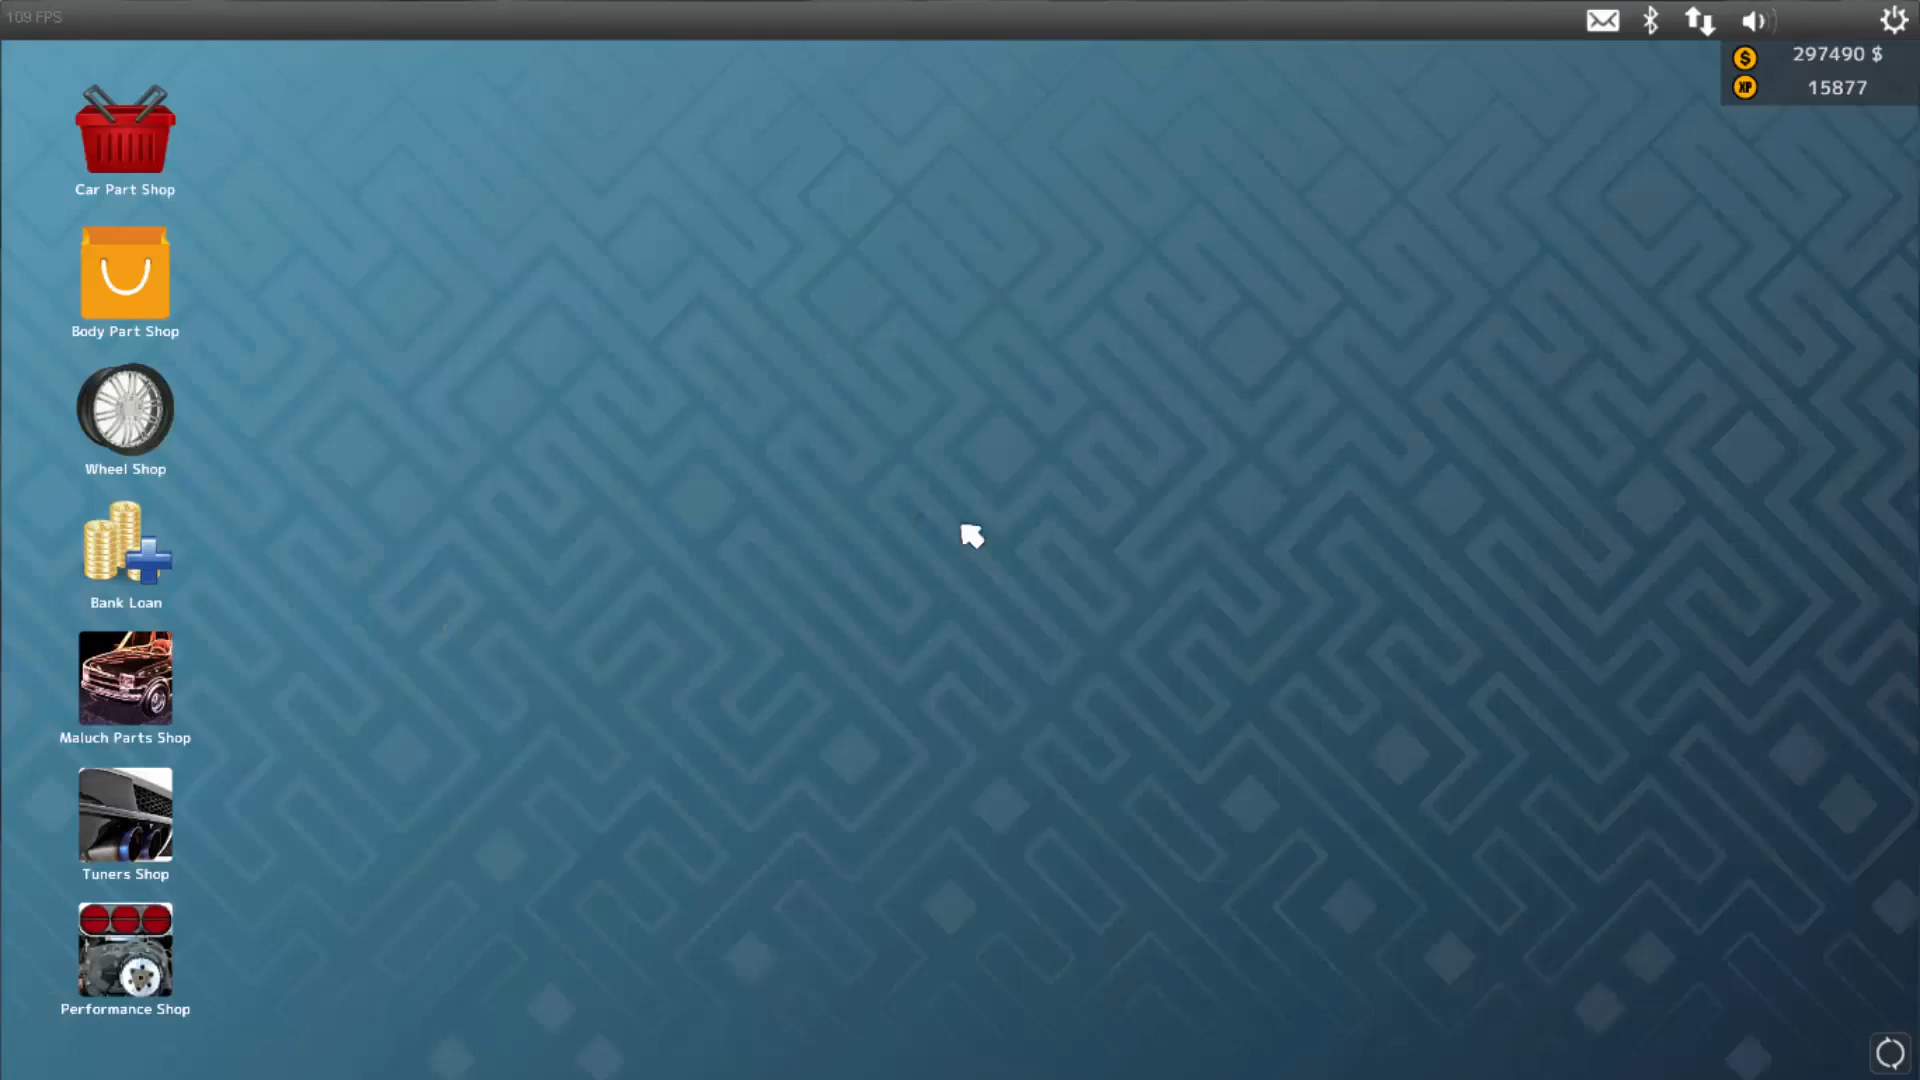 109 FPS
297490 $
XP 15877
Car Part Shop
Body Part Shop
Wheel Shop
Bank Loan
Maluch Parts Shop
Tuners Shop
Performance Shop